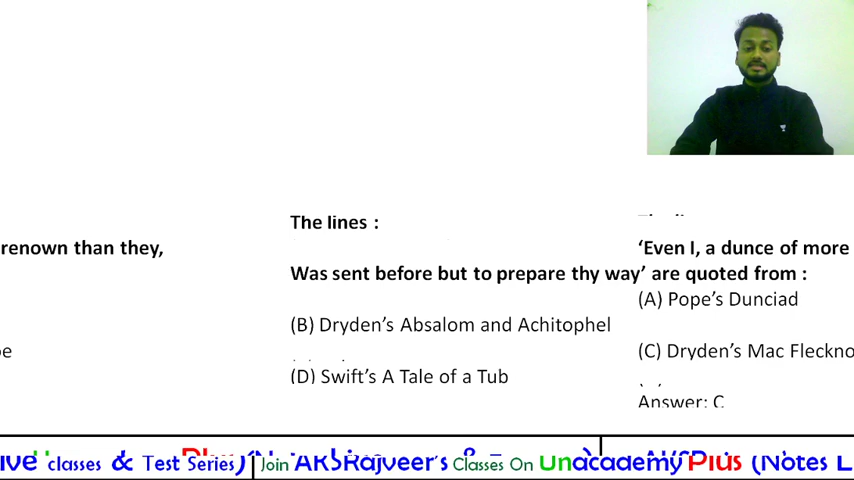 The lines :
renown than they,
‘Even I, a dunce of more
Was sent before but to prepare thy way’ are quoted from :
(A) Pope’s Dunciad
(B) Dryden’s Absalom and Achitophel
(C) Dryden’s Mac Fleckno
(D) Swift’s A Tale of a Tub
Answer: C
classes & Test Series) Join AKSRajveer’s Classes On Unacademy Plus (Notes L